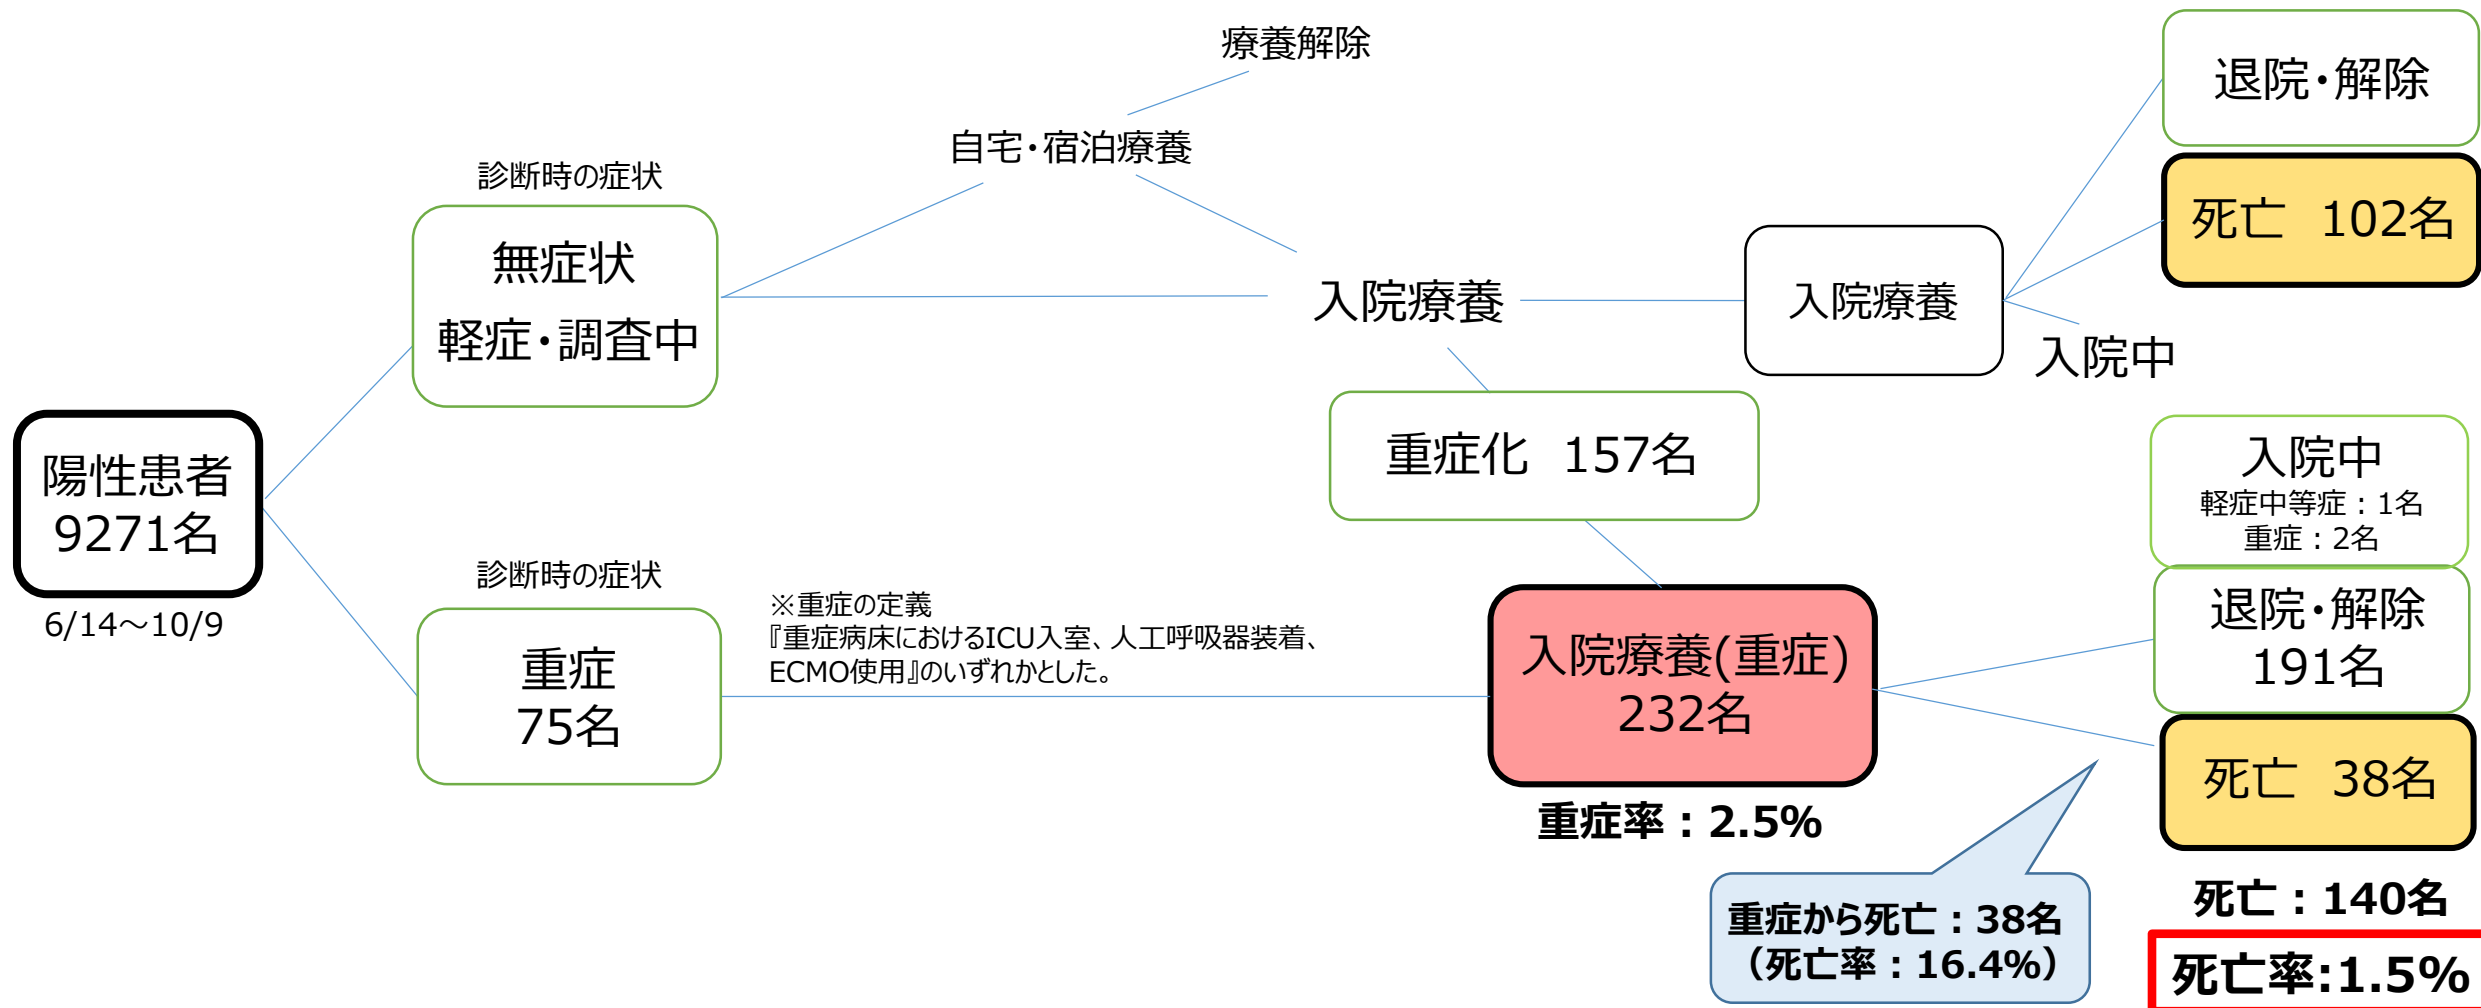 陽性患者
9271名
6/14～10/9
診断時の症状
無症状
軽症・調査中
診断時の症状
重症
75名
※重症の定義
『重症病床におけるICU入室、人工呼吸器装着、
ECMO使用』のいずれかとした。
療養解除
自宅・宿泊療養
入院療養
重症化　157名
入院療養(重症)
232名
重症率：2.5%
入院療養
退院・解除
死亡　102名
入院中
入院中
軽症中等症：1名
重症：2名
退院・解除
191名
死亡　38名
重症から死亡：38名
（死亡率：16.4%）
死亡：140名
死亡率:1.5%